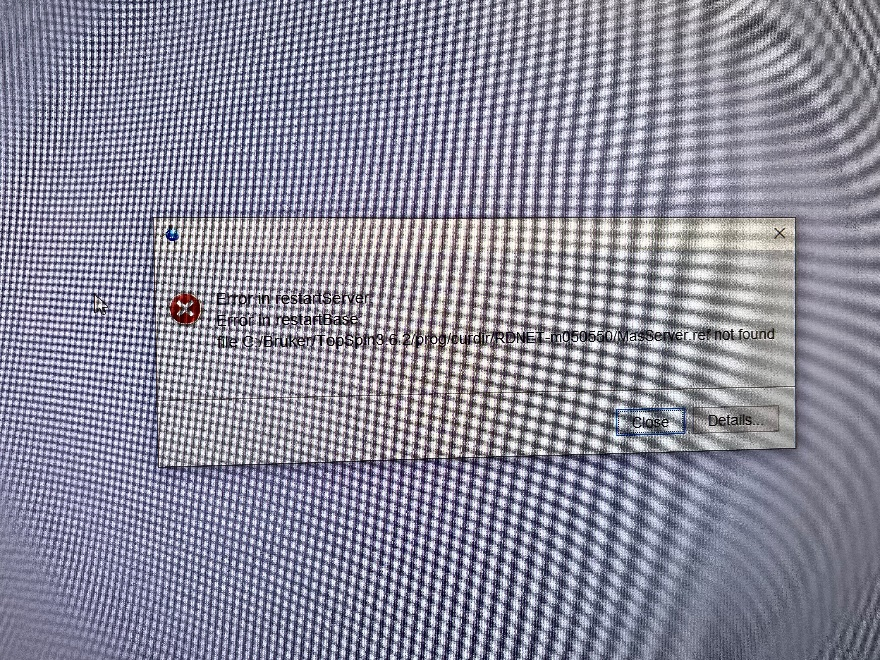 Error in restartServer:
Error in restartBase:
file C:/Bruker/TopSpin3.6.2/prog/curdir/RDNET-m050550/MasServer.ref not found
Close
Details...